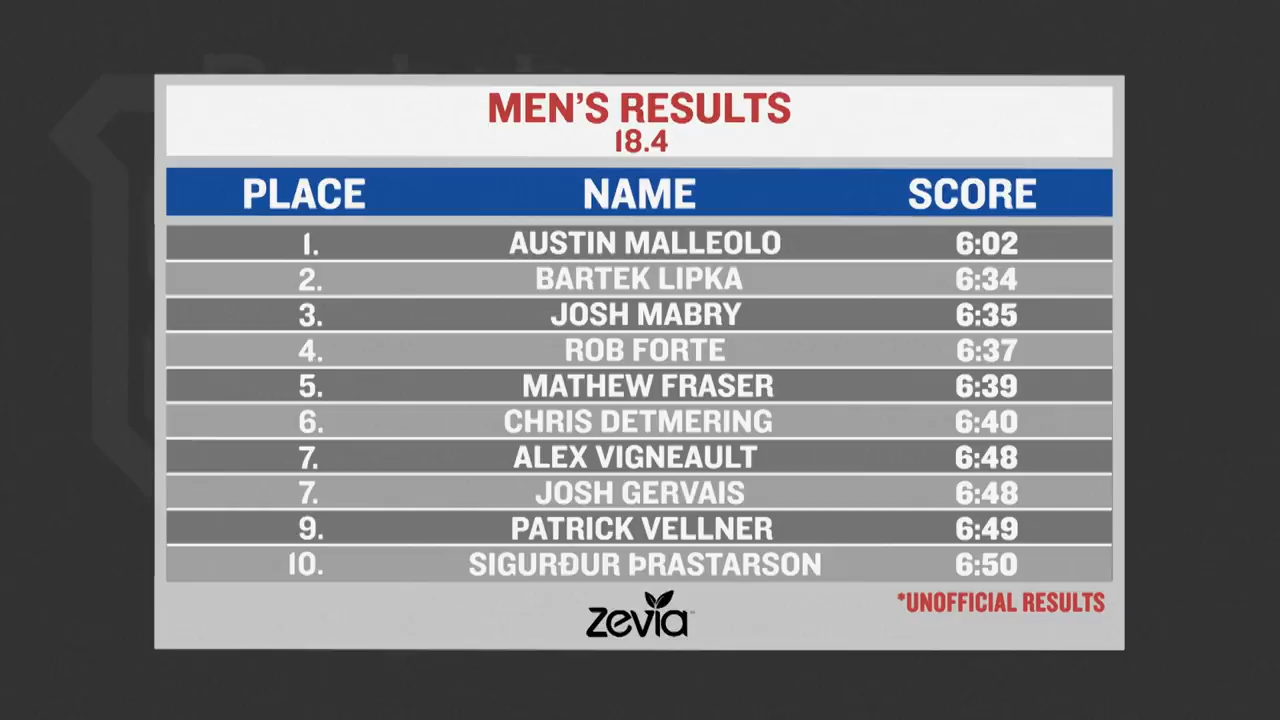 MEN'S RESULTS
18.4
PLACE NAME SCORE
1. AUSTIN MALLEOLO 6:02
2. BARTEK LIPKA 6:34
3. JOSH MABRY 6:35
4. ROB FORTE 6:37
5. MATHEW FRASER 6:39
6. CHRIS DETMERING 6:40
7. ALEX VIGNEAULT 6:48
7. JOSH GERVAIS 6:48
9. PATRICK VELLNER 6:49
10. SIGURÐUR ÞRASTARSON 6:50
*UNOFFICIAL RESULTS
zevia